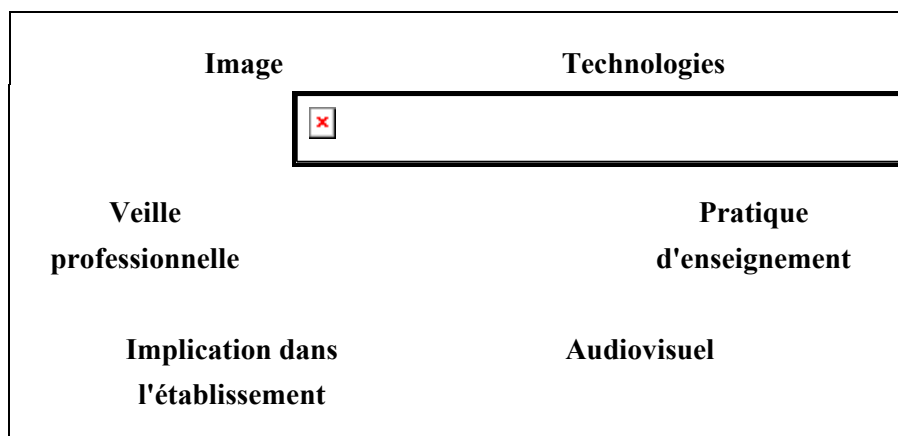 Image Technologies
Veille Pratique
professionnelle d'enseignement
Implication dans Audiovisuel
l'établissement